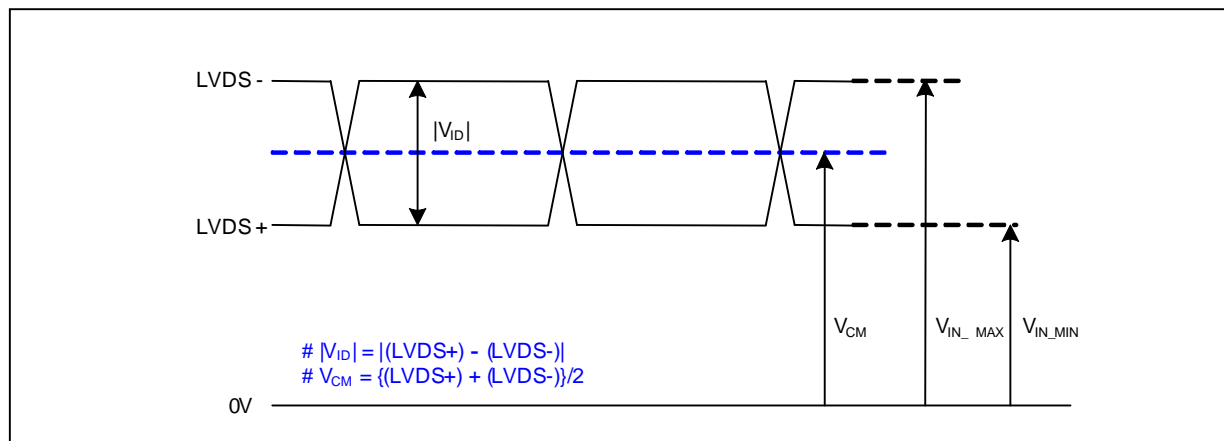 LVDS -
|VID|
LVDS +
VCM
VIN_ MAX
VIN_MIN
# |VID| = |(LVDS+) - (LVDS-)|
# VCM = {(LVDS+) + (LVDS-)}/2
0V